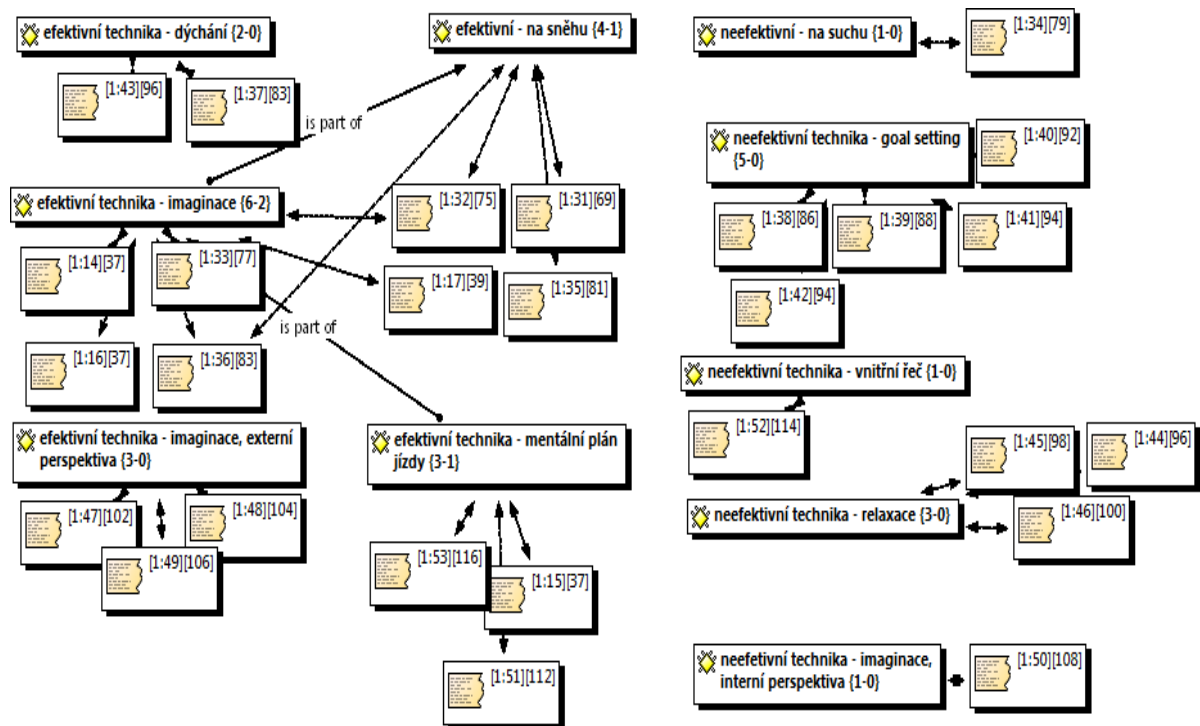 efektivní technika - dýchání {2-0}
[1:43][96]
[1:37][83]
efektivní - na sněhu {4-1}
is part of
efektivní technika - imaginace {6-2}
[1:32][75]
[1:31][69]
[1:14][37]
[1:33][77]
[1:17][39]
[1:35][81]
is part of
[1:16][37]
[1:36][83]
efektivní technika - imaginace, externí
perspektiva {3-0}
[1:47][102]
[1:48][104]
[1:49][106]
efektivní technika - mentální plán
jízdy {3-1}
[1:53][116]
[1:15][37]
[1:51][112]
neefektivní - na suchu {1-0}
[1:34][79]
neefektivní technika - goal setting
{5-0}
[1:40][92]
[1:38][86]
[1:39][88]
[1:41][94]
[1:42][94]
neefektivní technika - vnitřní řeč {1-0}
[1:52][114]
[1:45][98]
[1:44][96]
neefektivní technika - relaxace {3-0}
[1:46][100]
neefetivní technika - imaginace,
interní perspektiva {1-0}
[1:50][108]